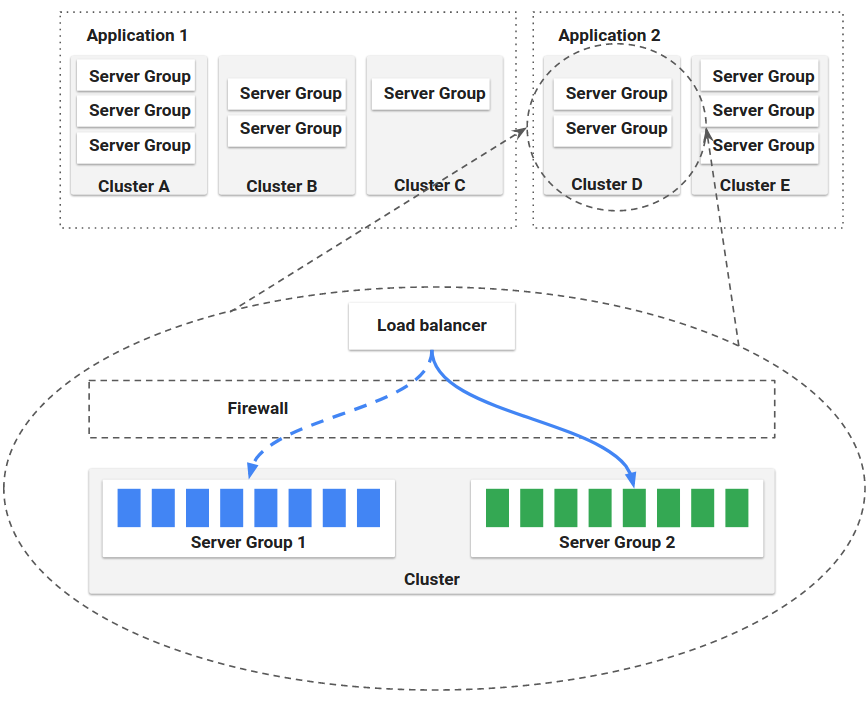 Application 1
Server Group
Server Group
Server Group
Cluster A
Server Group
Server Group
Cluster B
Server Group
Cluster C
Application 2
Server Group
Server Group
Cluster D
Server Group
Server Group
Server Group
Cluster E
Load balancer
Firewall
Server Group 1
Server Group 2
Cluster